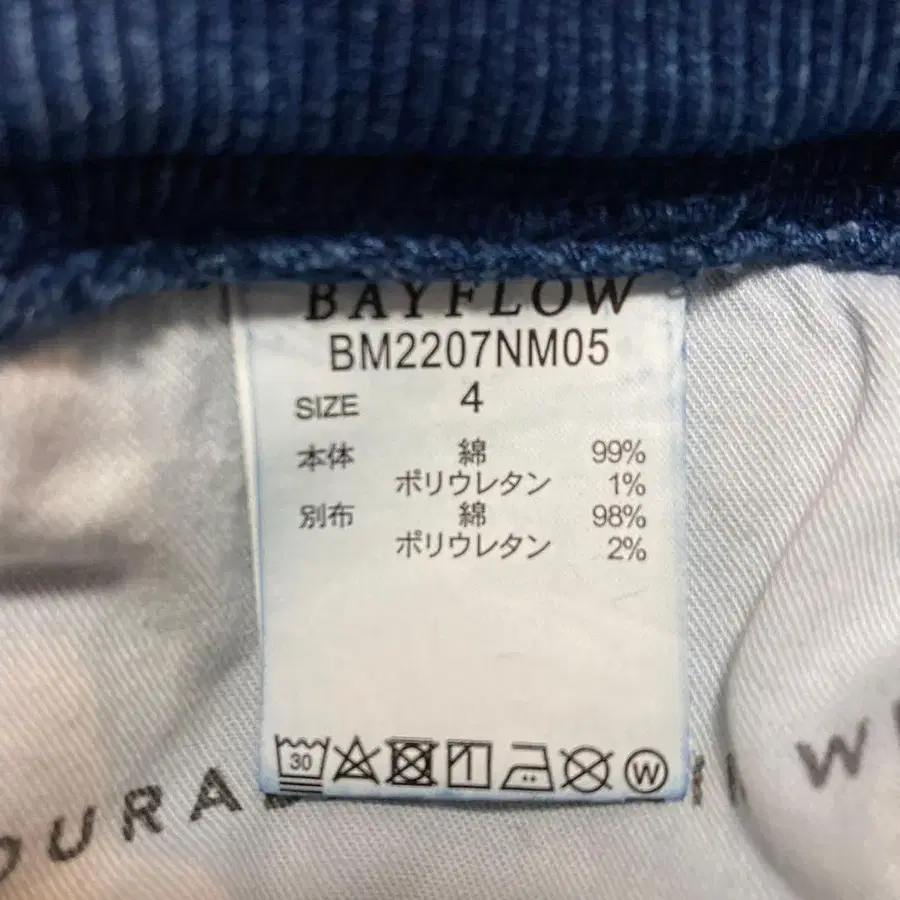 BAYFLOW
BM2207NM05
SIZE 4
本体 綿 99%
ポリウレタン 1%
別布 綿 98%
ポリウレタン 2%
30
W